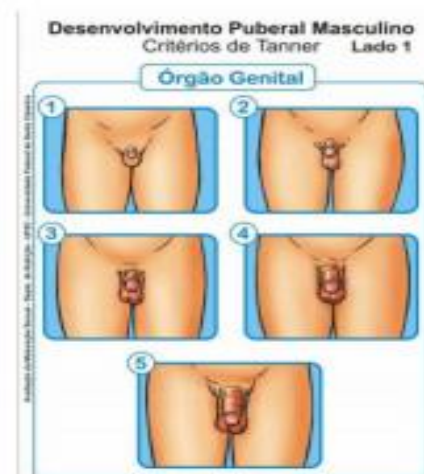 Desenvolvimento Puberal Masculino
Critérios de Tanner Lado 1
Órgão Genital
1
2
3
4
5